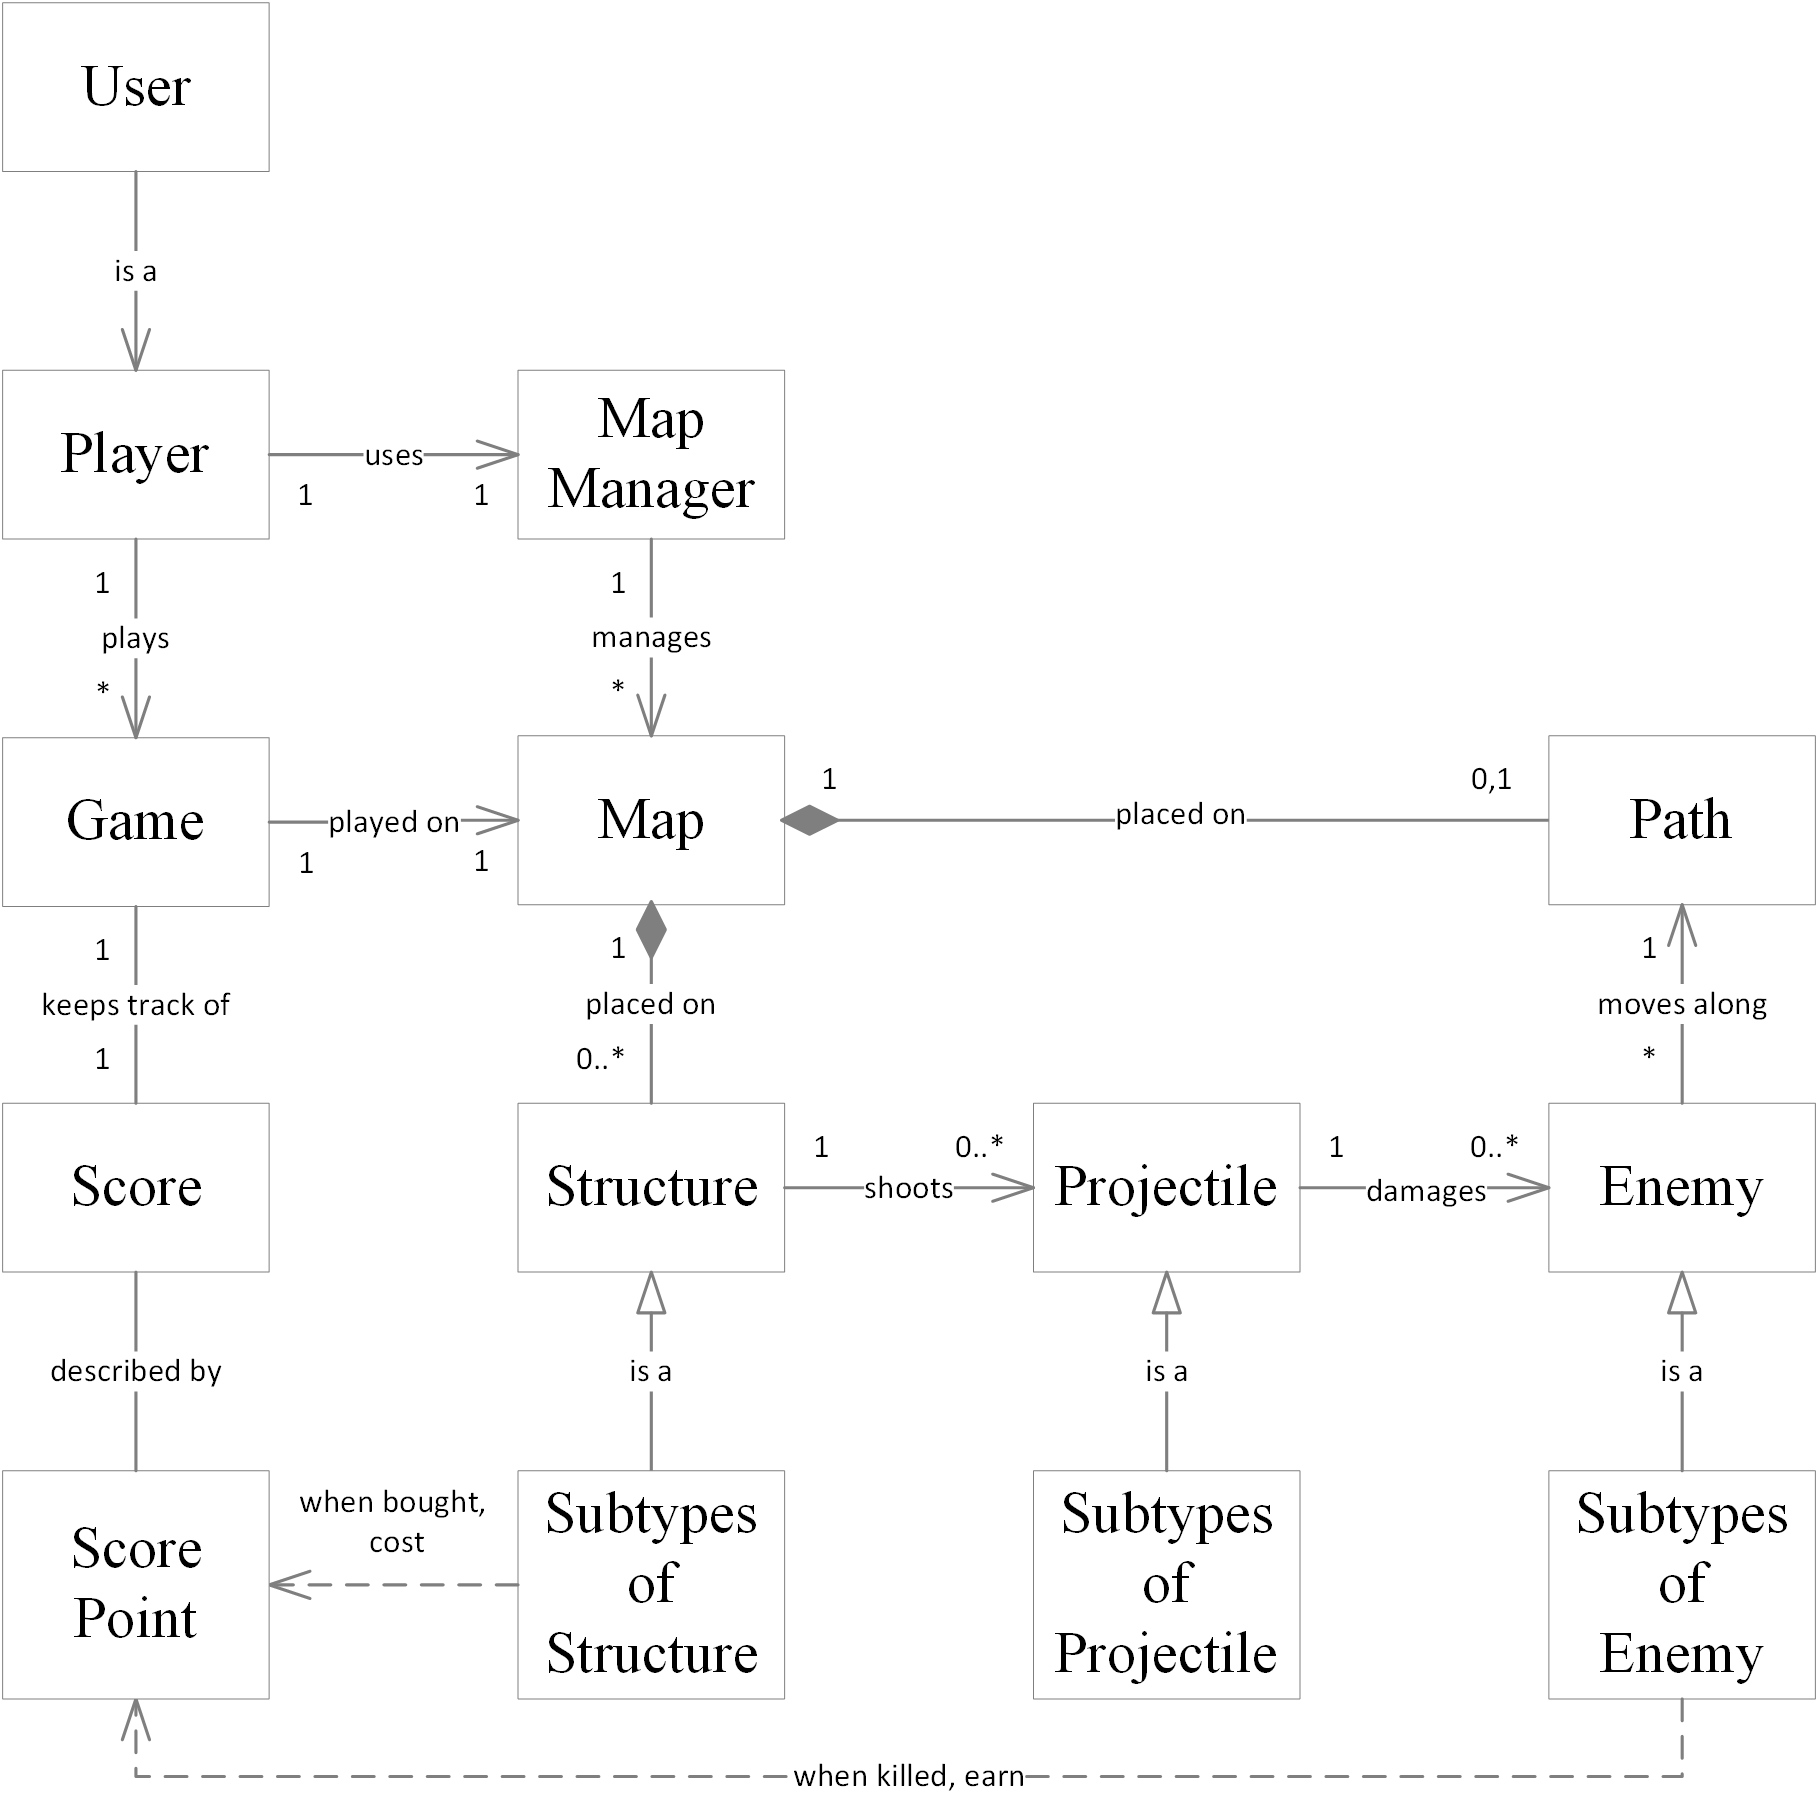 User
is a
Player
uses
1
1
Map
Manager
1
plays
*
1
manages
*
Game
played on
1
1
Map
1
placed on
0,1
Path
1
keeps track of
1
1
placed on
0..*
1
moves along
*
Score
Structure
1
shoots
0..*
Projectile
1
damages
0..*
Enemy
described by
is a
is a
is a
Score
Point
when bought,
cost
Subtypes
of
Structure
Subtypes
of
Projectile
Subtypes
of
Enemy
when killed, earn